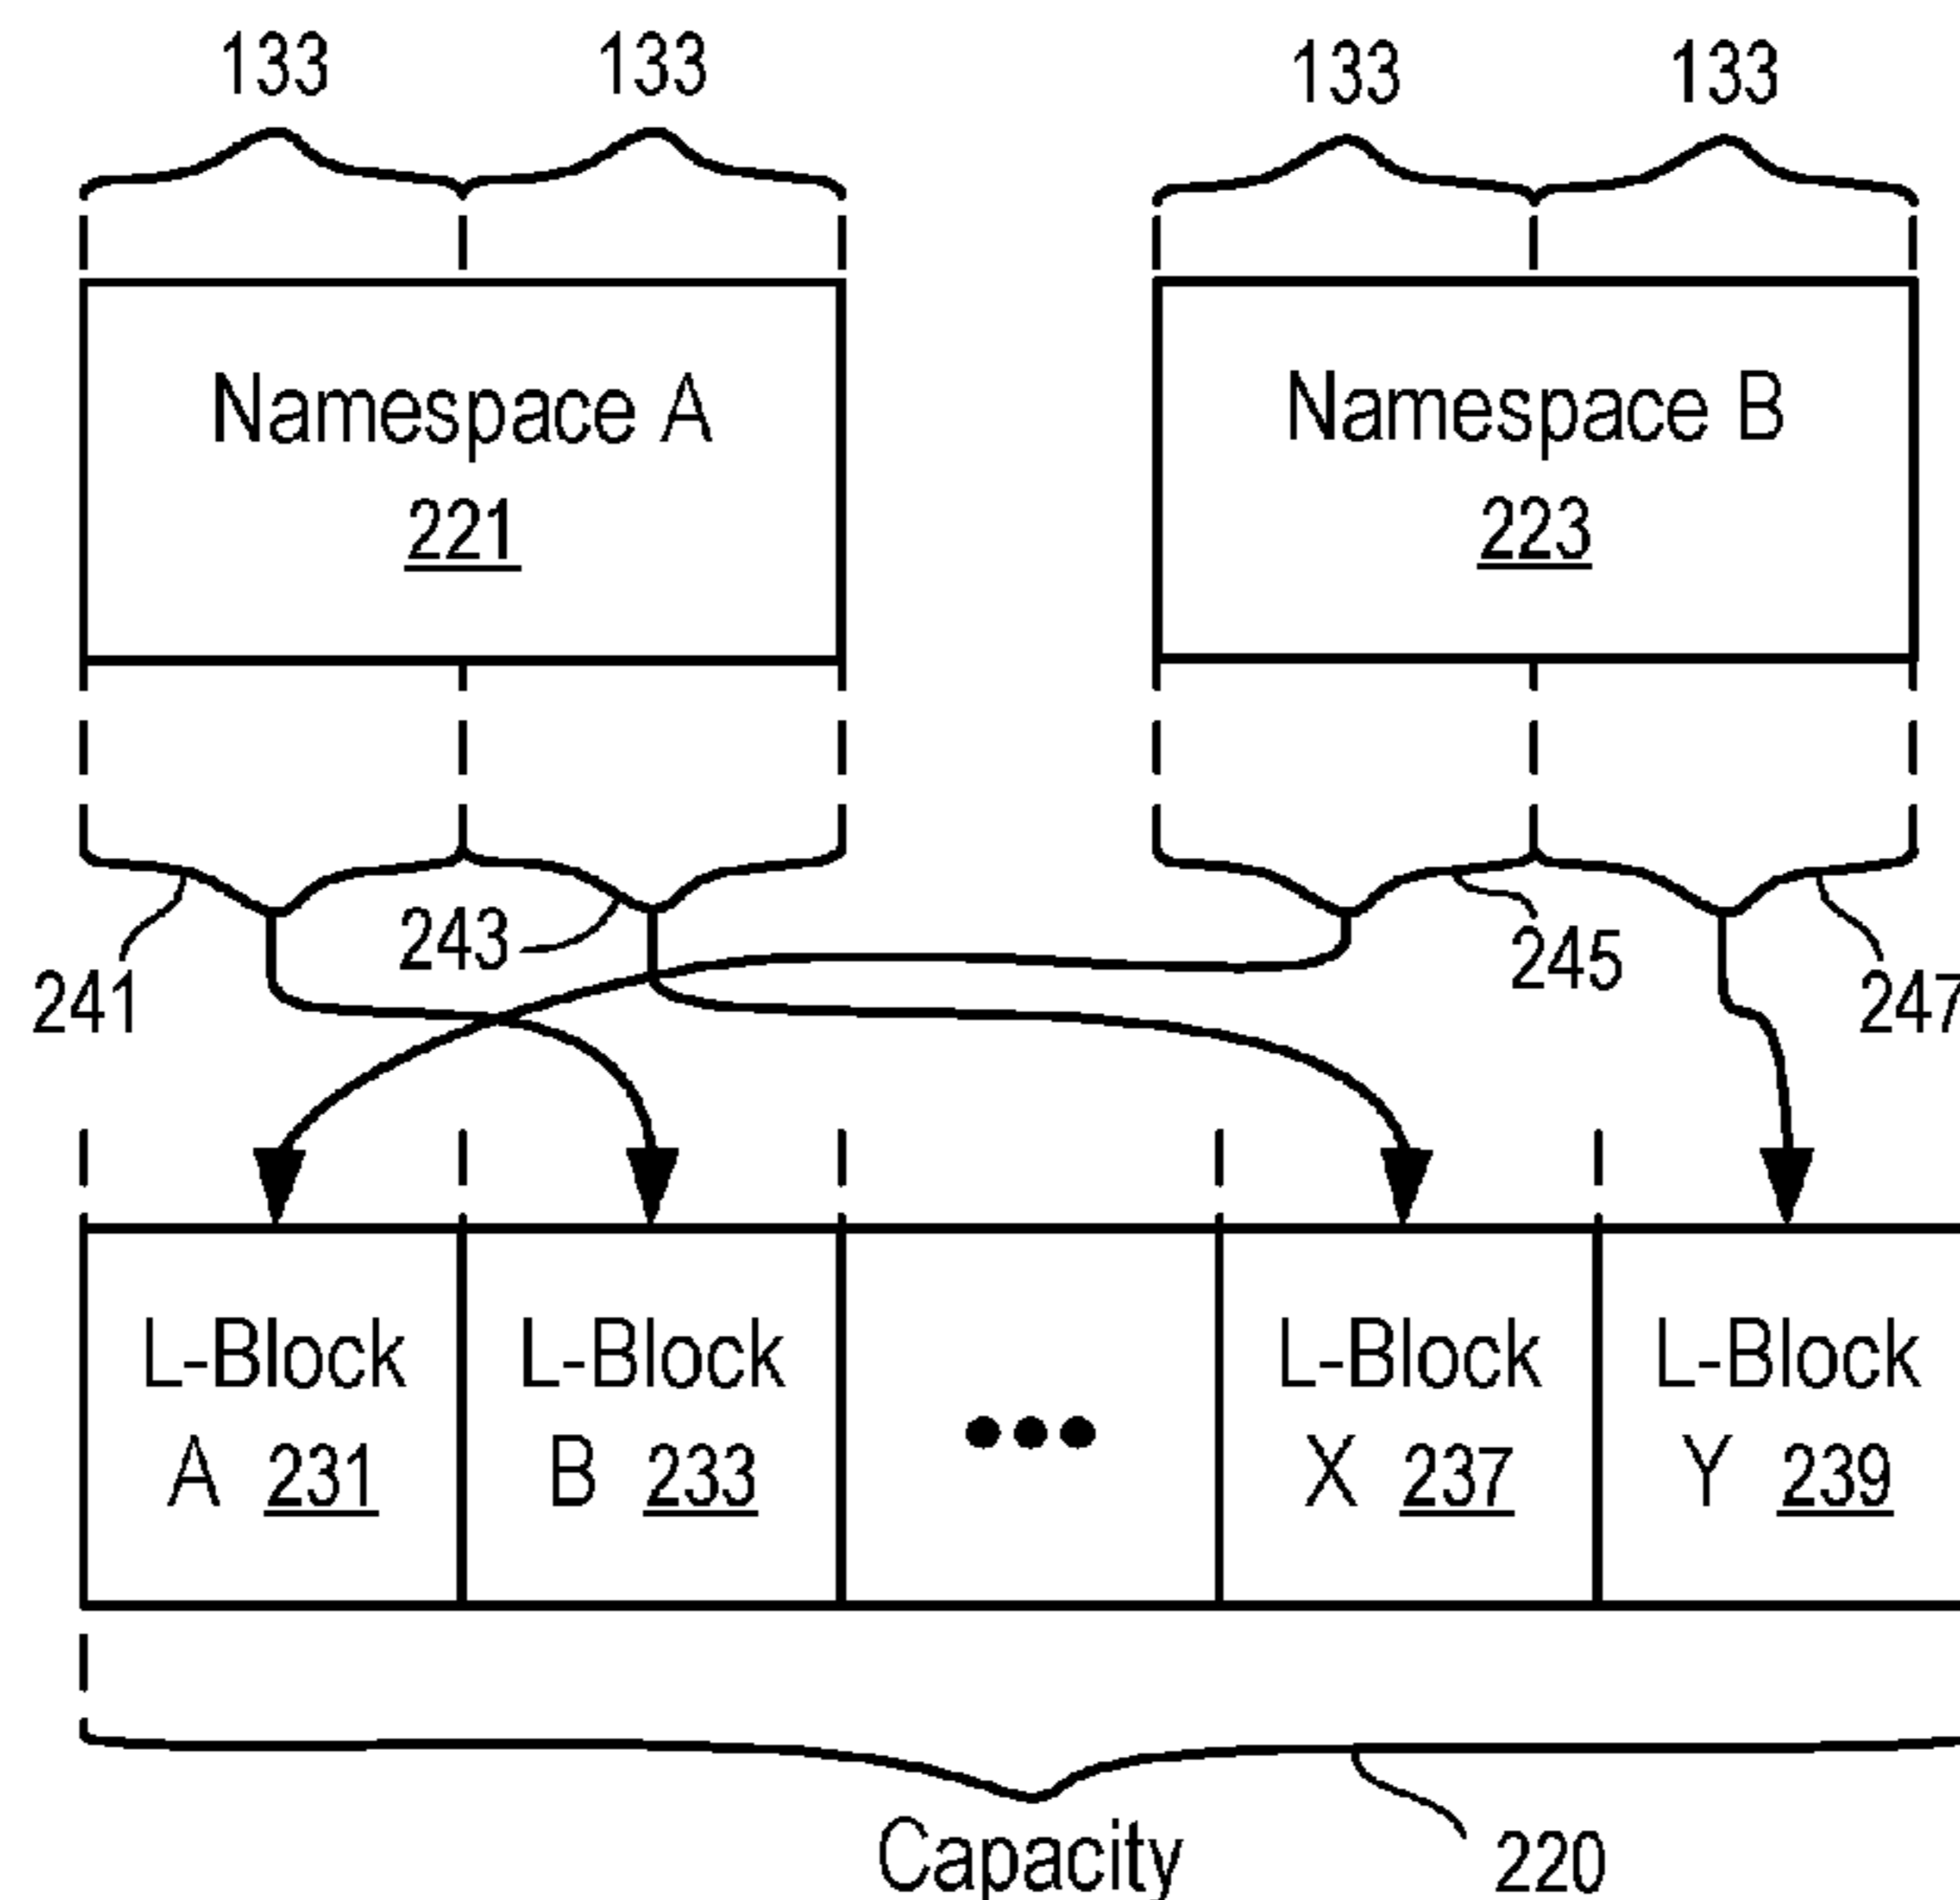 133 133 133 133
Namespace A
221
Namespace B
223
241 243 245 247
L-Block
A 231
L-Block
B 233
•••
L-Block
X 237
L-Block
Y 239
Capacity 220